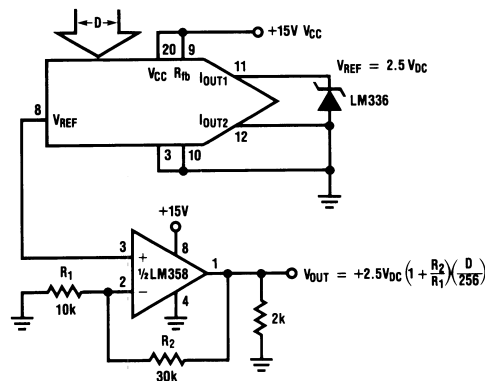 D
+15V VCC
20 9
11
VCC Rfb IOUT1
VREF = 2.5 VDC
8
VREF
LM336
IOUT2
12
3 10
+15V
8
3
+
½ LM358
1
VOUT = +2.5VDC (1 + R2/R1)(D/256)
R1
2
−
4
10k
2k
R2
30k